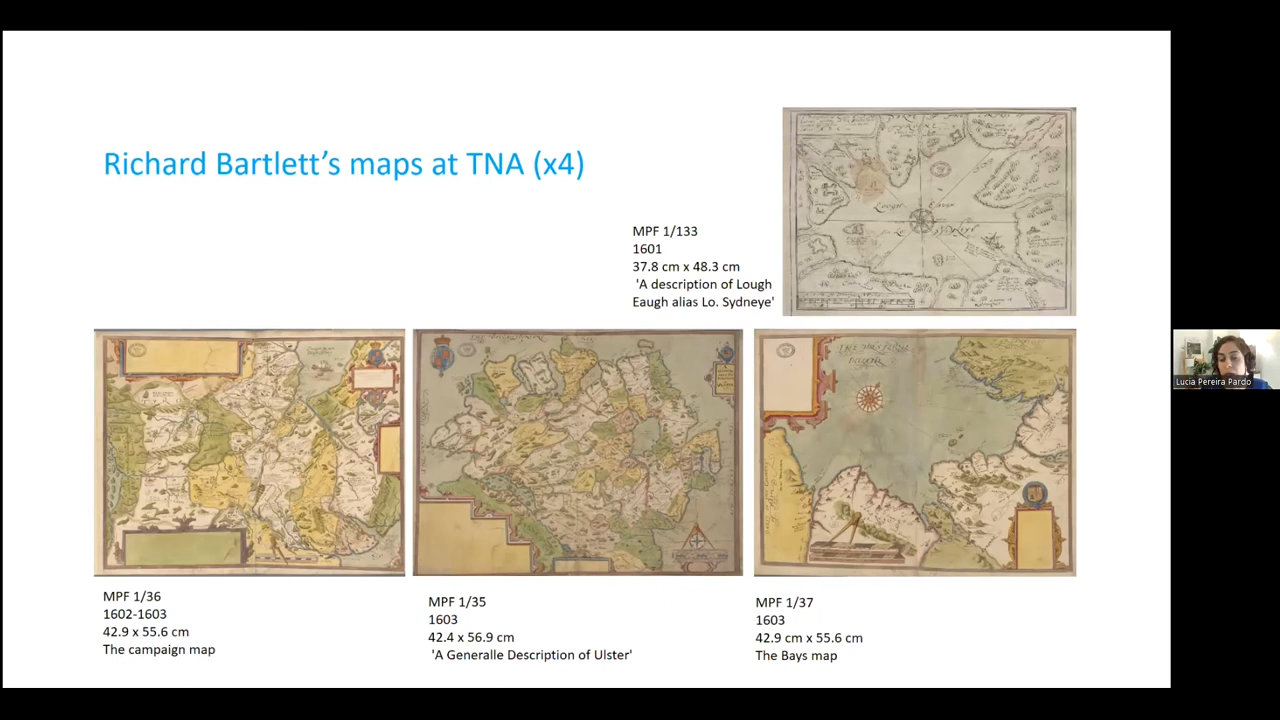 Richard Bartlett's maps at TNA (x4)
MPF 1/133
1601
37.8 cm x 48.3 cm
'A description of Lough
Eaugh alias Lo. Sydneye'
Lucia Pereira Pardo
MPF 1/36
1602-1603
42.9 x 55.6 cm
The campaign map
MPF 1/35
1603
42.4 x 56.9 cm
'A Generalle Description of Ulster'
MPF 1/37
1603
42.9 cm x 55.6 cm
The Bays map